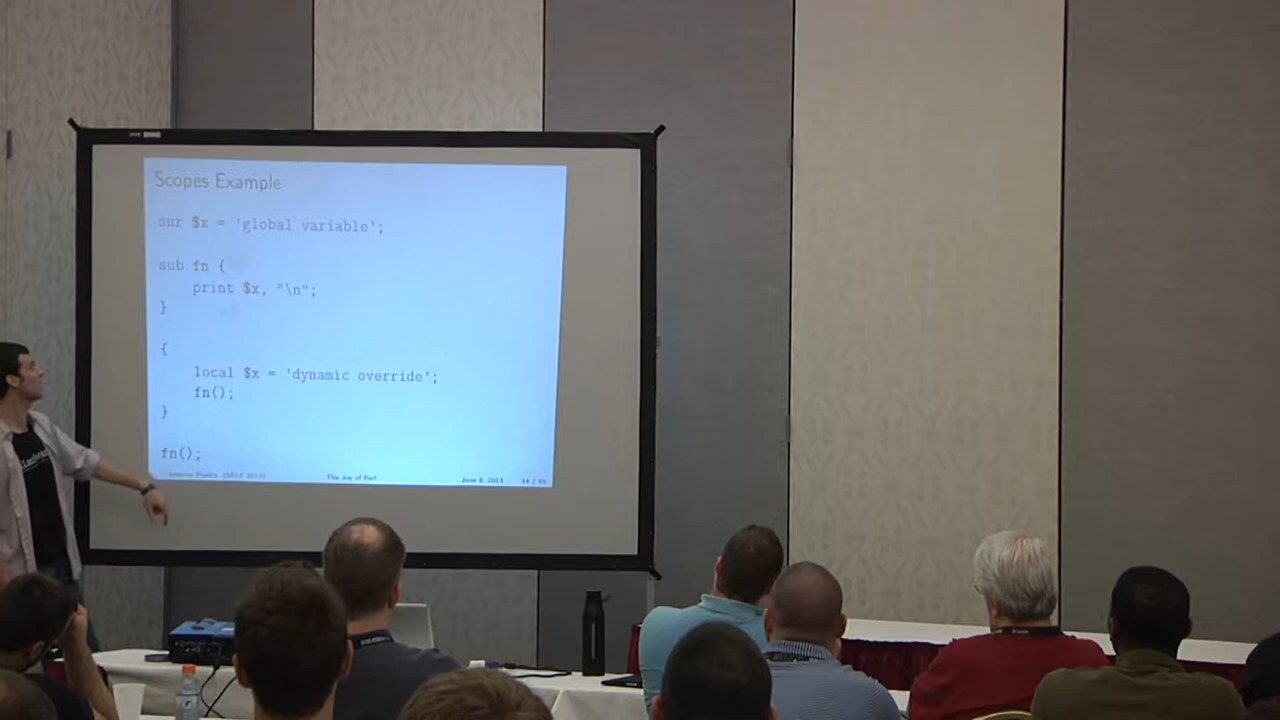 Scopes Example
our $x = 'global variable';
sub fn {
print $x, "\n";
}
{
local $x = 'dynamic override';
fn();
}
fn();
The Joy of Perl
June 8, 2013
14 / 55